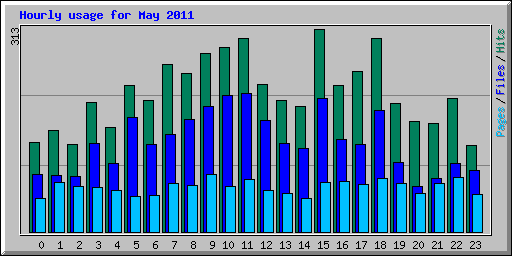 Hourly usage for May 2011
313
Pages / Files / Hits
0 1 2 3 4 5 6 7 8 9 10 11 12 13 14 15 16 17 18 19 20 21 22 23